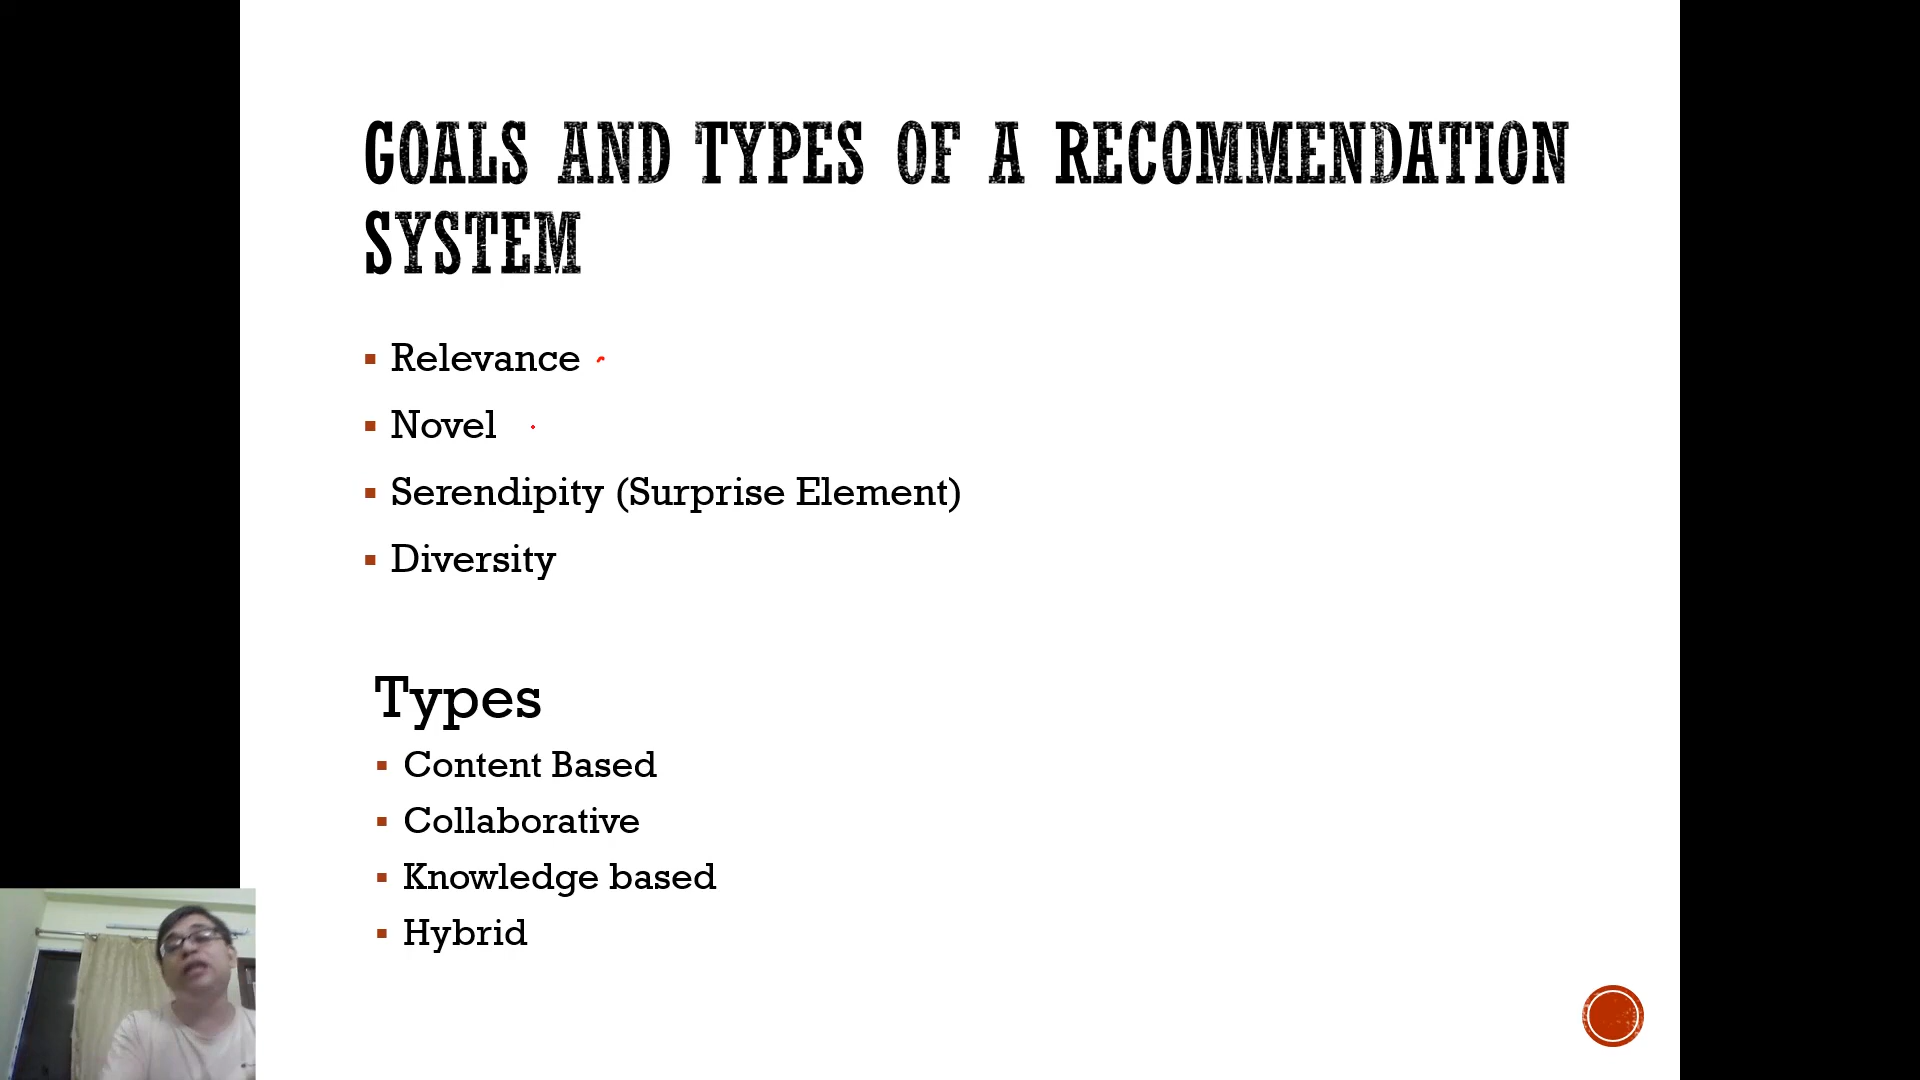 GOALS AND TYPES OF A RECOMMENDATION
SYSTEM
Relevance
Novel
Serendipity (Surprise Element)
Diversity
Types
Content Based
Collaborative
Knowledge based
Hybrid